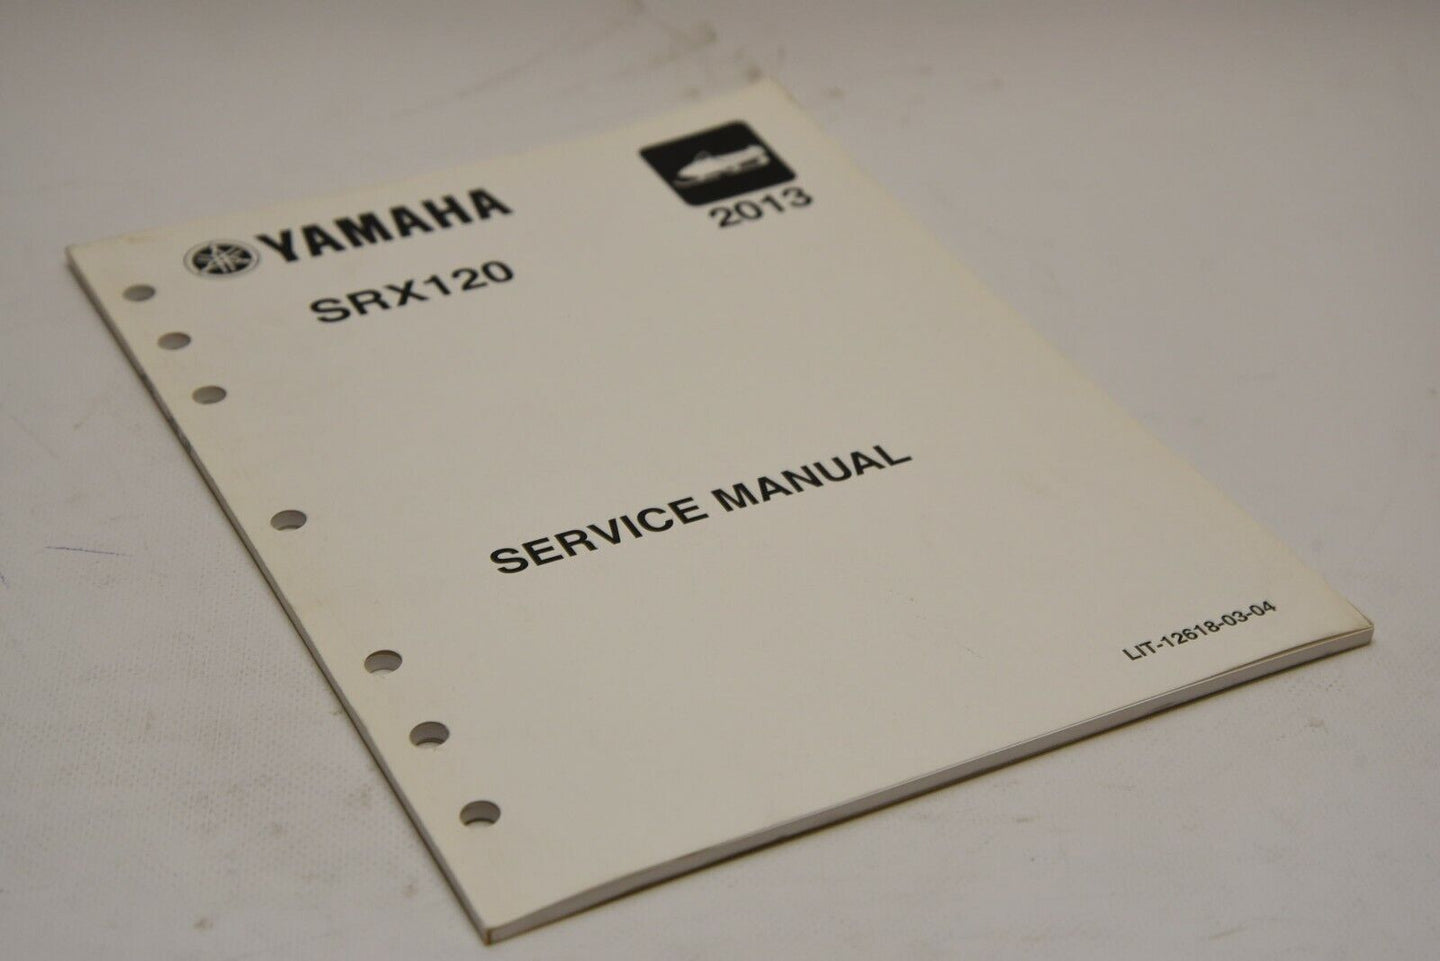 YAMAHA
2013
SRX120
SERVICE MANUAL
LIT-12618-03-04